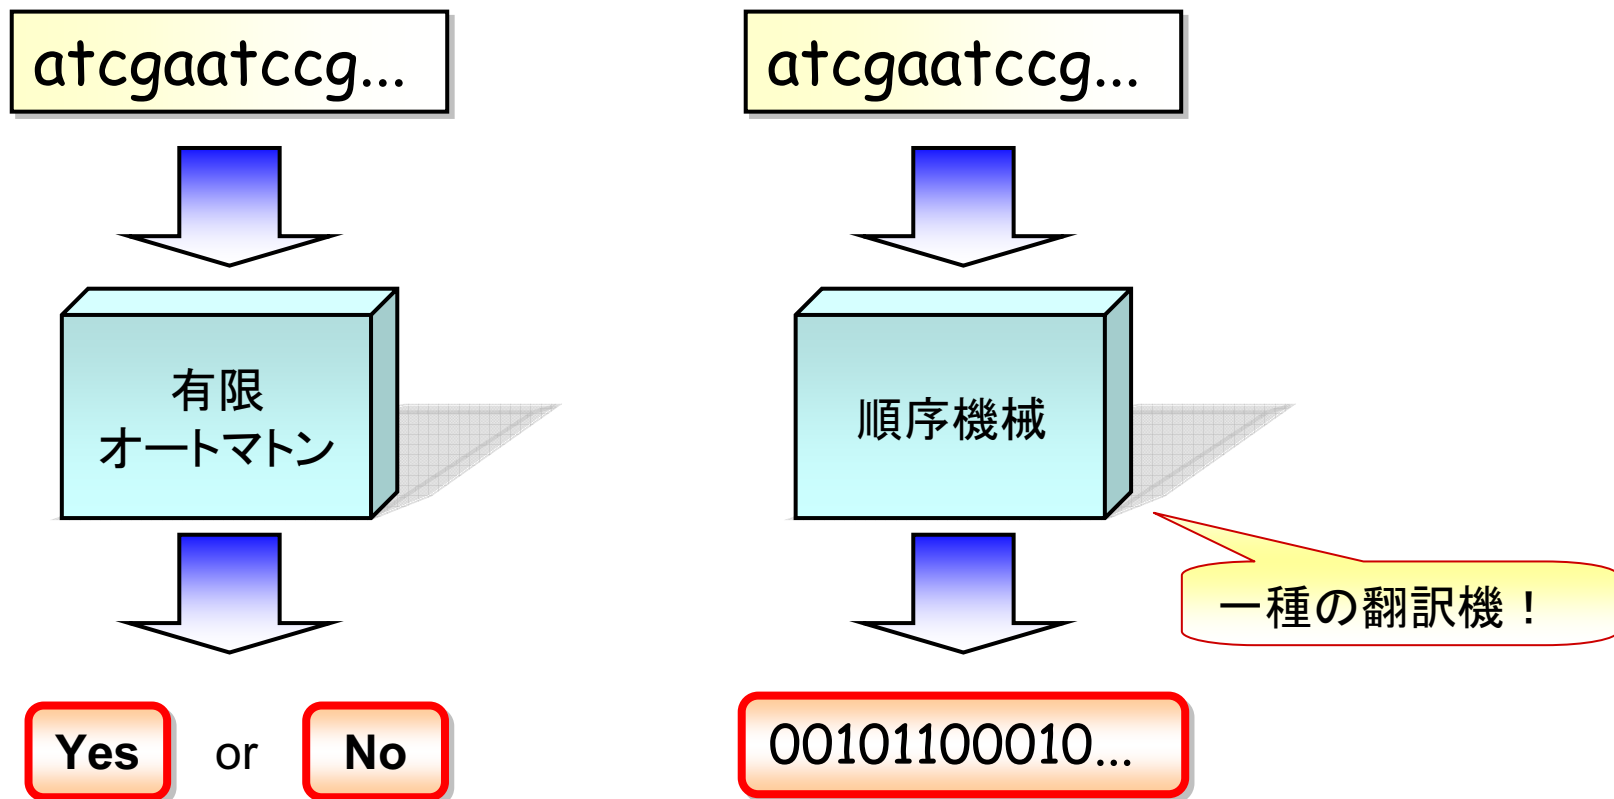 atcgaatccg...
有限
オートマトン
Yes or No
atcgaatccg...
順序機械
一種の翻訳機！
00101100010...